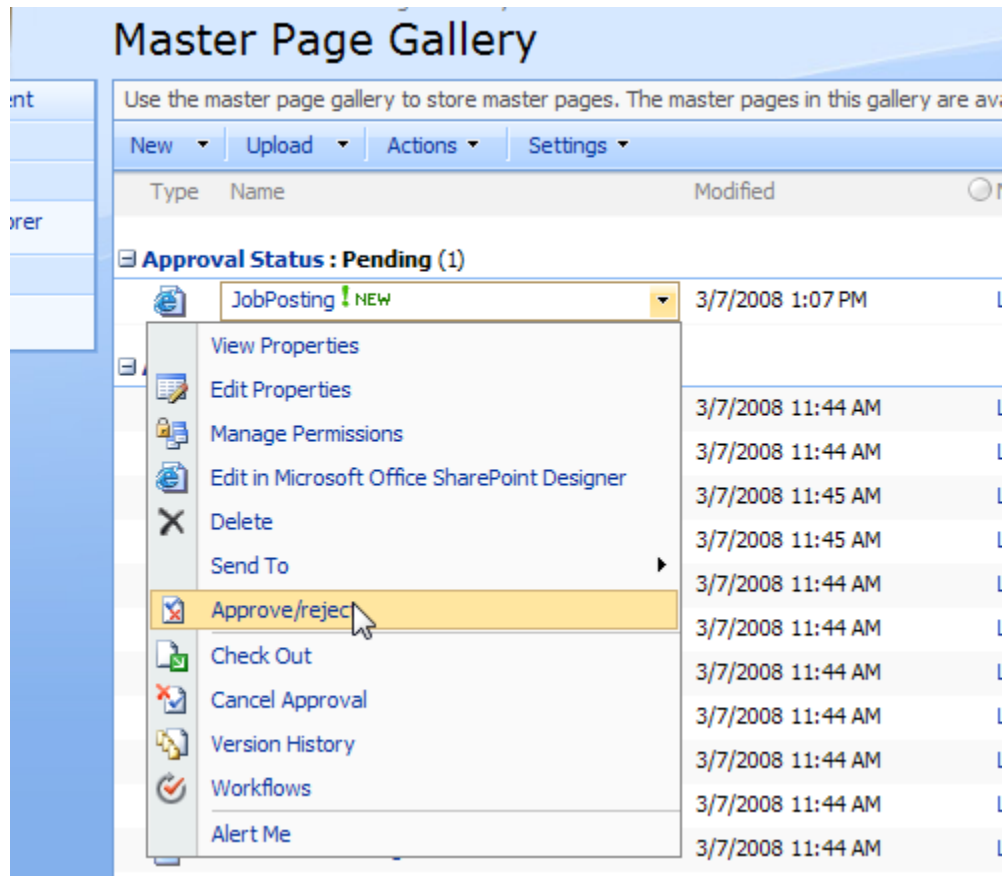 Master Page Gallery
Use the master page gallery to store master pages. The master pages in this gallery are ava
New Upload Actions Settings
Type Name Modified
Approval Status : Pending (1)
JobPosting ! NEW 3/7/2008 1:07 PM
View Properties
Edit Properties
3/7/2008 11:44 AM
Manage Permissions
3/7/2008 11:44 AM
Edit in Microsoft Office SharePoint Designer
3/7/2008 11:45 AM
Delete
3/7/2008 11:45 AM
Send To
3/7/2008 11:44 AM
Approve/reject
3/7/2008 11:44 AM
Check Out
3/7/2008 11:44 AM
Cancel Approval
3/7/2008 11:44 AM
Version History
3/7/2008 11:44 AM
Workflows
3/7/2008 11:44 AM
Alert Me
3/7/2008 11:44 AM